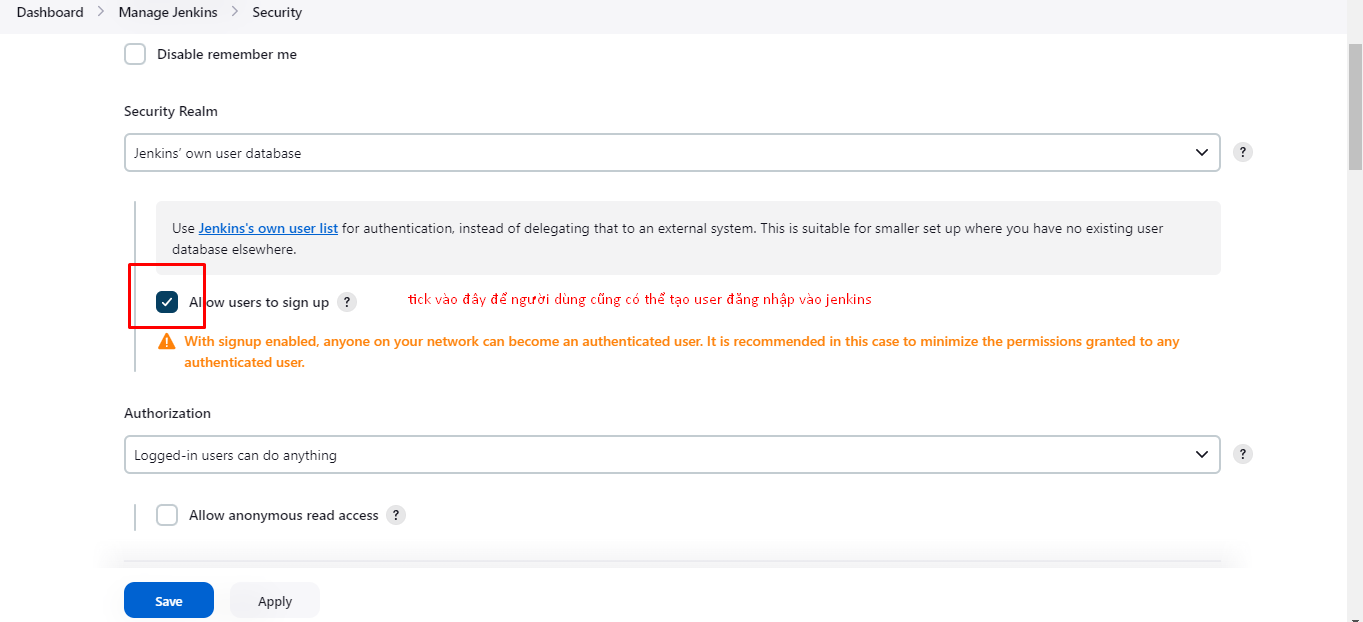 Dashboard > Manage Jenkins > Security
Disable remember me
Security Realm
Jenkins’ own user database
?
Use Jenkins's own user list for authentication, instead of delegating that to an external system. This is suitable for smaller set up where you have no existing user
database elsewhere.
Allow users to sign up ? tick vào đây để người dùng cũng có thể tạo user đăng nhập vào jenkins
With signup enabled, anyone on your network can become an authenticated user. It is recommended in this case to minimize the permissions granted to any
authenticated user.
Authorization
Logged-in users can do anything
?
Allow anonymous read access ?
Save Apply